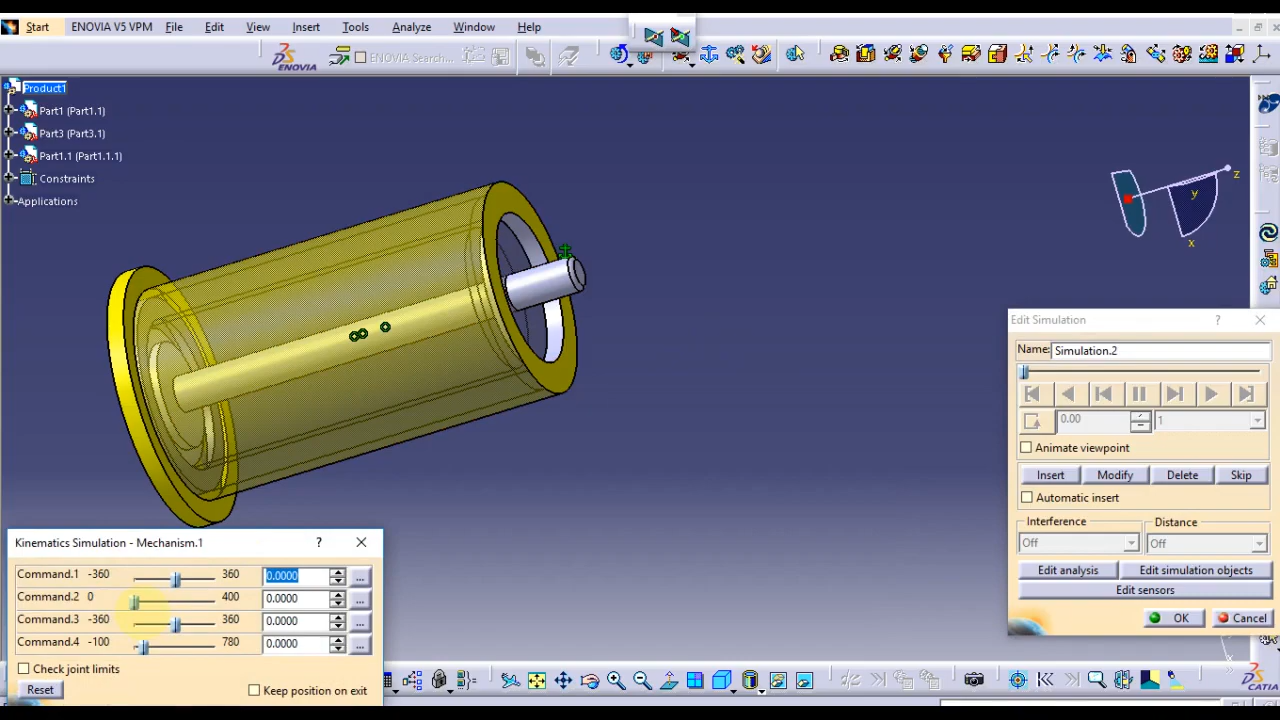 Start ENOVIA V5 VPM File Edit View Insert Tools Analyze Window Help
ENOVIA
ENOVIA Search...
Product1
Part1 (Part1.1)
Part3 (Part3.1)
Part1.1 (Part1.1.1)
Constraints
Applications
z
y
x
Edit Simulation ?
Name: Simulation.2
0.00 1
Animate viewpoint
Insert Modify Delete Skip
Automatic insert
Interference Distance
Off Off
Edit analysis Edit simulation objects
Edit sensors
OK Cancel
Kinematics Simulation - Mechanism.1 ?
Command.1 -360 360 0.0000 ...
Command.2 0 400 0.0000 ...
Command.3 -360 360 0.0000 ...
Command.4 -100 780 0.0000 ...
Check joint limits
Reset Keep position on exit
CATIA